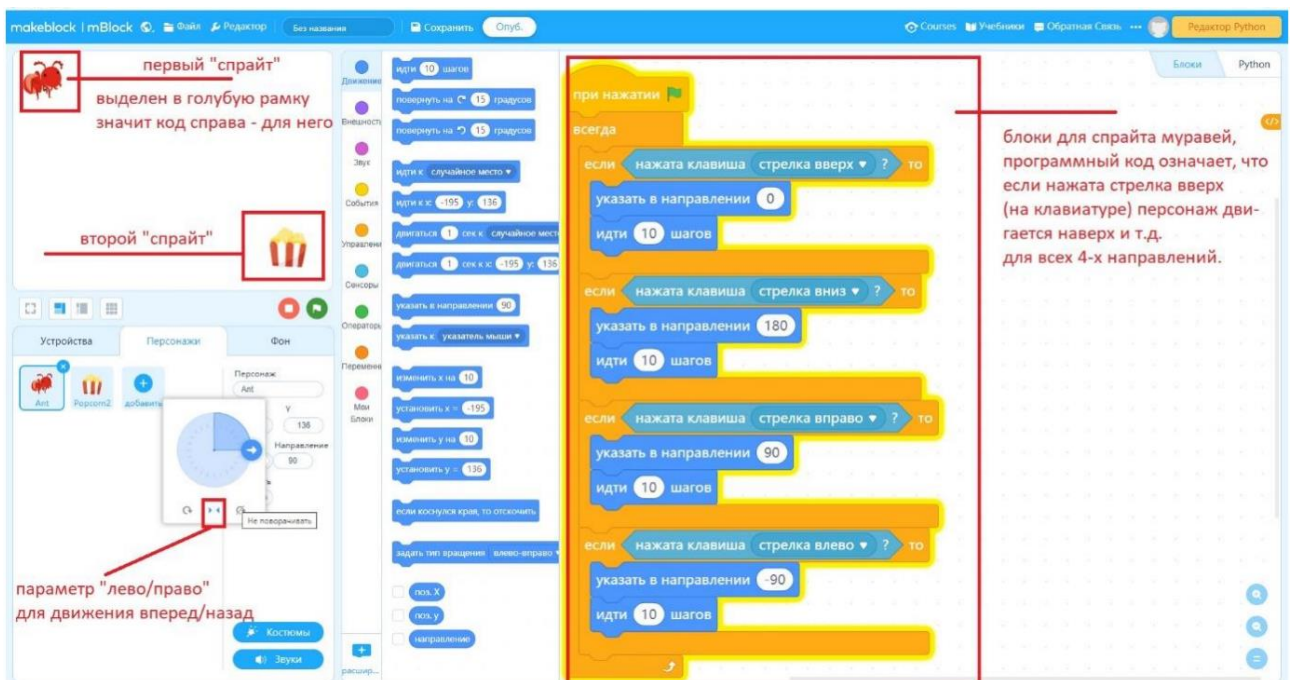 makeblock | mBlock Файл Редактор Без названия Сохранить Опуб. Courses Учебники Обратная Связь Редактор Python
первый "спрайт"
выделен в голубую рамку
значит код справа - для него
второй "спрайт"
Устройства Персонажи Фон
Ant Popcorn2 добавить
Персонаж
Ant
y
136
Направление
90
Не поворачивать
параметр "лево/право"
для движения вперед/назад
Костюмы
Звуки
Движение
Внешность
Звук
События
Управлени
Сенсоры
Оператор
Переменн
Мои
Блоки
расшир...
идти 10 шагов
повернуть на 15 градусов
повернуть на 15 градусов
идти к случайное место
идти к x: -195 y: 136
двигаться 1 сек к случайное мест
двигаться 1 сек к x: -195 y: 136
указать в направлении 90
указать к указатель мыши
изменить x на 10
установить x = -195
изменить y на 10
установить y = 136
если коснулся края, то отскочить
задать тип вращения влево-вправо
поз. X
поз. y
направление
Блоки Python
при нажатии
всегда
если нажата клавиша стрелка вверх ? то
указать в направлении 0
идти 10 шагов
если нажата клавиша стрелка вниз ? то
указать в направлении 180
идти 10 шагов
если нажата клавиша стрелка вправо ? то
указать в направлении 90
идти 10 шагов
если нажата клавиша стрелка влево ? то
указать в направлении -90
идти 10 шагов
блоки для спрайта муравей,
программный код означает, что
если нажата стрелка вверх
(на клавиатуре) персонаж дви-
гается наверх и т.д.
для всех 4-х направлений.